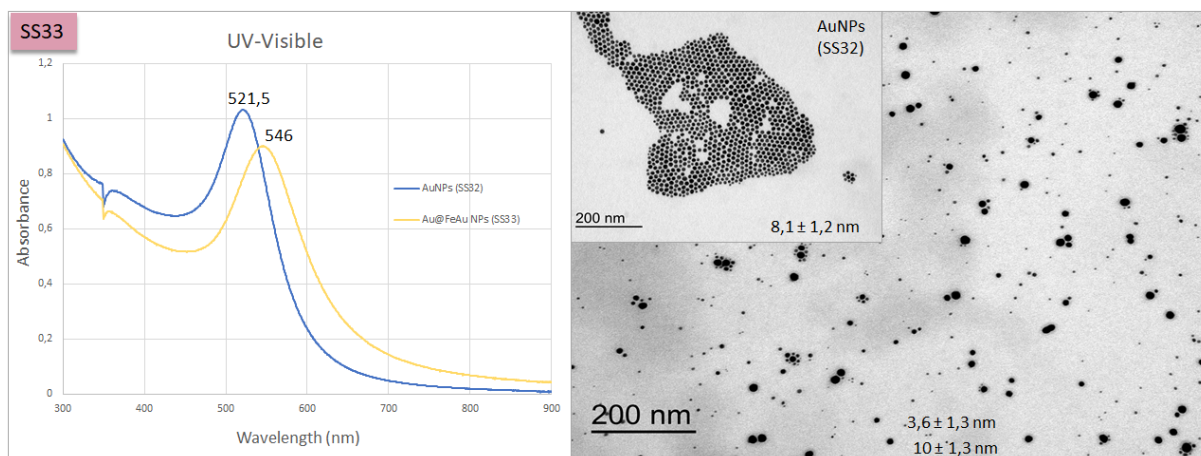 SS33
UV-Visible
1,2
1
0,8
0,6
0,4
0,2
0
Absorbance
521,5
546
AuNPs (SS32)
Au@FeAu NPs (SS33)
300
400
500
600
700
800
900
Wavelength (nm)
AuNPs
(SS32)
200 nm
8,1 ± 1,2 nm
200 nm
3,6 ± 1,3 nm
10 ± 1,3 nm